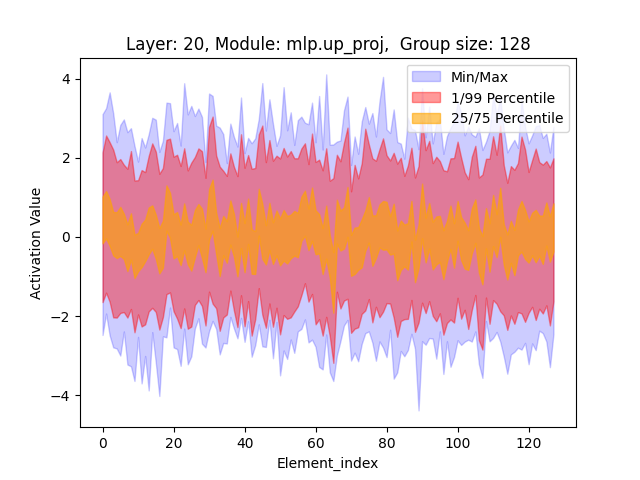 Layer: 20, Module: mlp.up_proj,  Group size: 128
Min/Max
1/99 Percentile
25/75 Percentile
Activation Value
4
2
0
−2
−4
0 20 40 60 80 100 120
Element_index